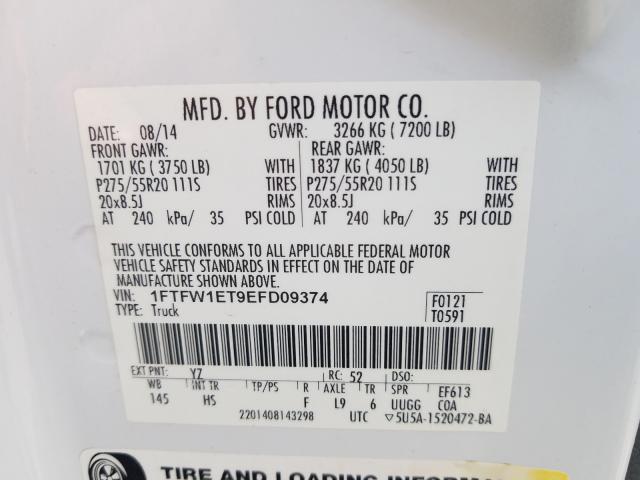 MFD. BY FORD MOTOR CO.
DATE: 08/14 GVWR: 3266 KG ( 7200 LB)
FRONT GAWR: REAR GAWR:
1701 KG ( 3750 LB) WITH 1837 KG ( 4050 LB) WITH
P275/55R20 111S TIRES P275/55R20 111S TIRES
20x8.5J RIMS 20x8.5J RIMS
AT 240 kPa/ 35 PSI COLD AT 240 kPa/ 35 PSI COLD
THIS VEHICLE CONFORMS TO ALL APPLICABLE FEDERAL MOTOR
VEHICLE SAFETY STANDARDS IN EFFECT ON THE DATE OF
MANUFACTURE SHOWN ABOVE.
VIN: 1FTFW1ET9EFD09374 F0121
TYPE: Truck T0591
EXT PNT: YZ RC: 52 DSO:
WB INT TR TP/PS R AXLE TR SPR EF613
145 HS F L9 6 UUGG COA
2201408143298 UTC ▽5U5A-1520472-BA
TIRE AND LOADING